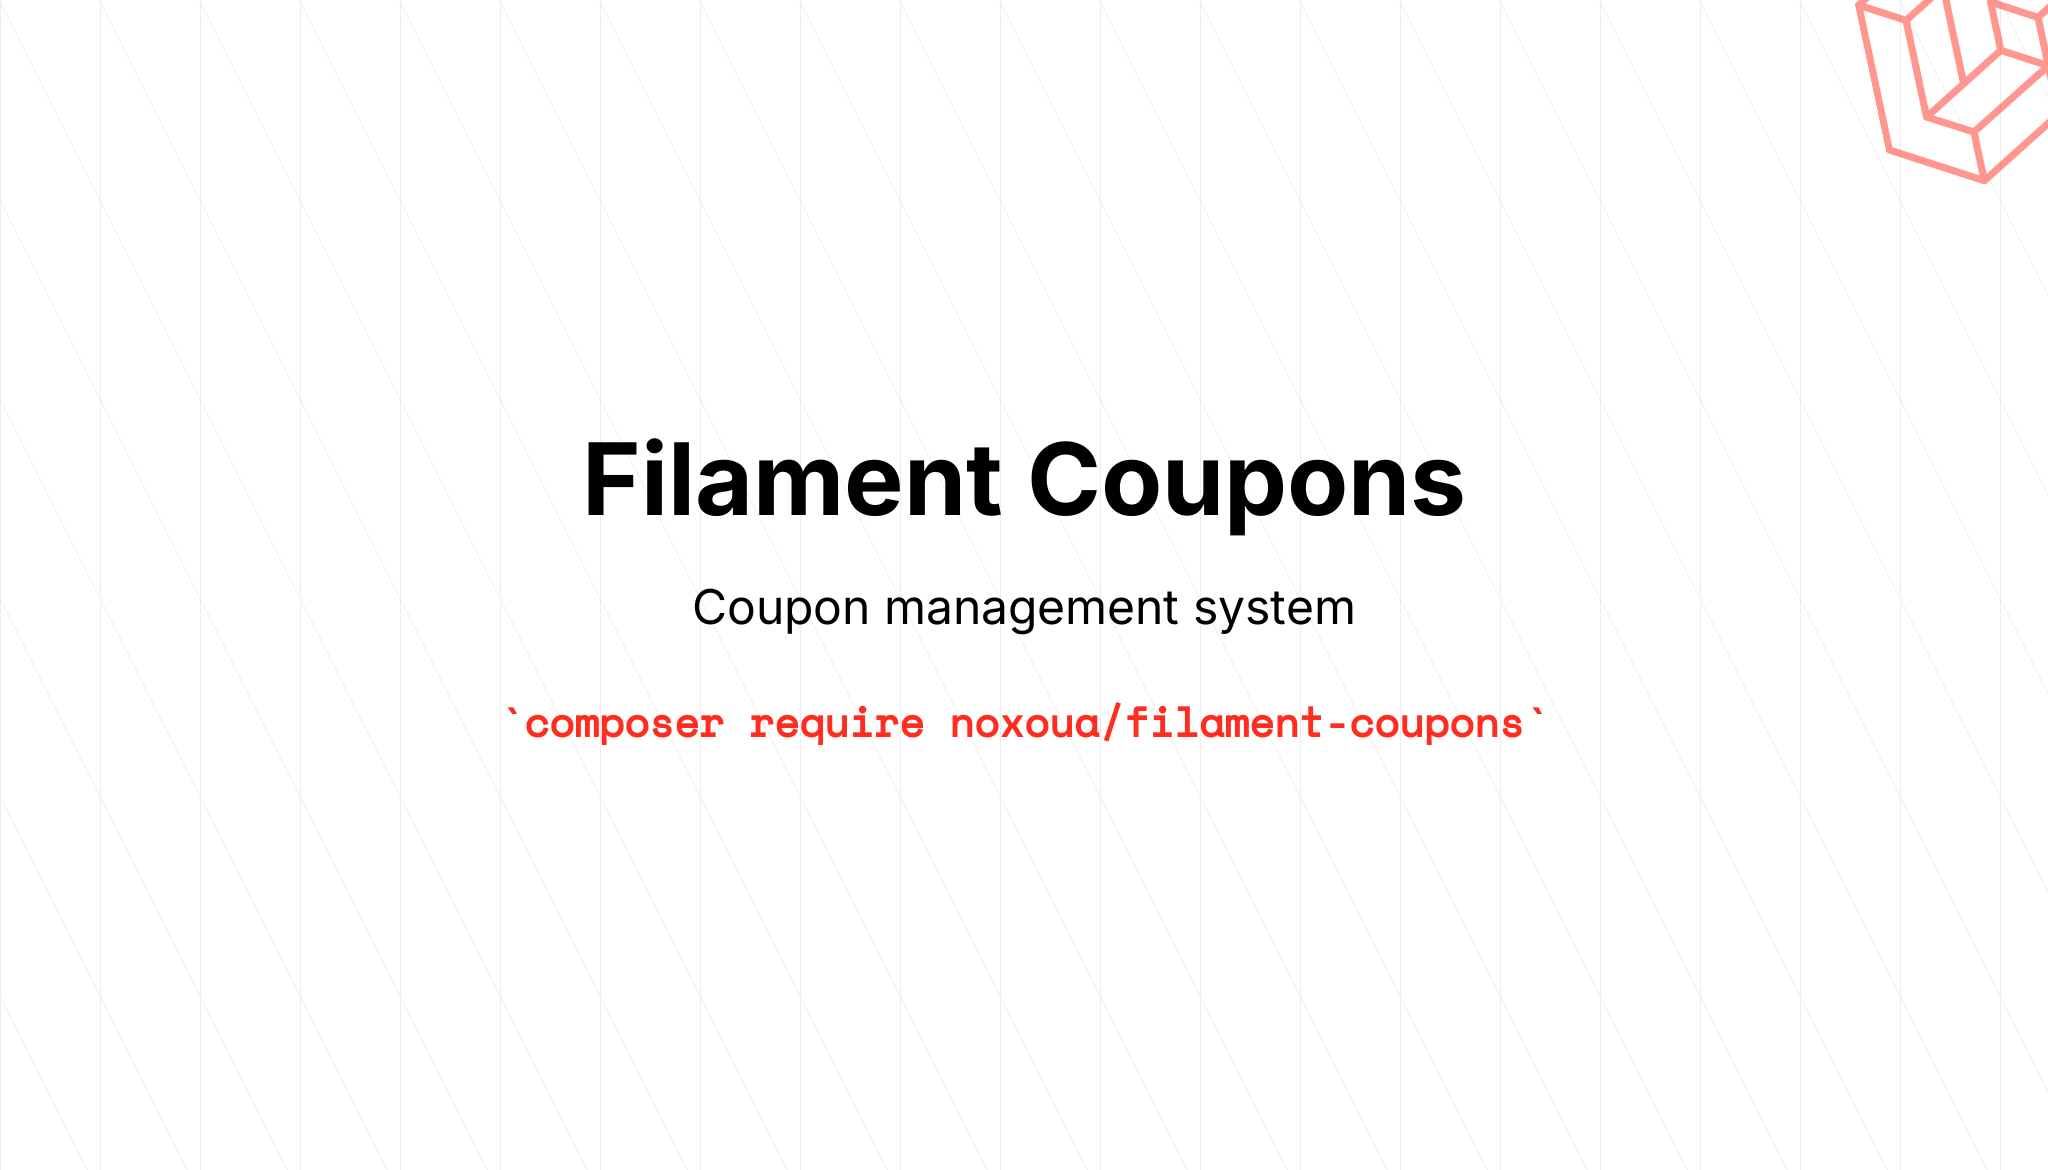 Filament Coupons
Coupon management system
`composer require noxoua/filament-coupons`